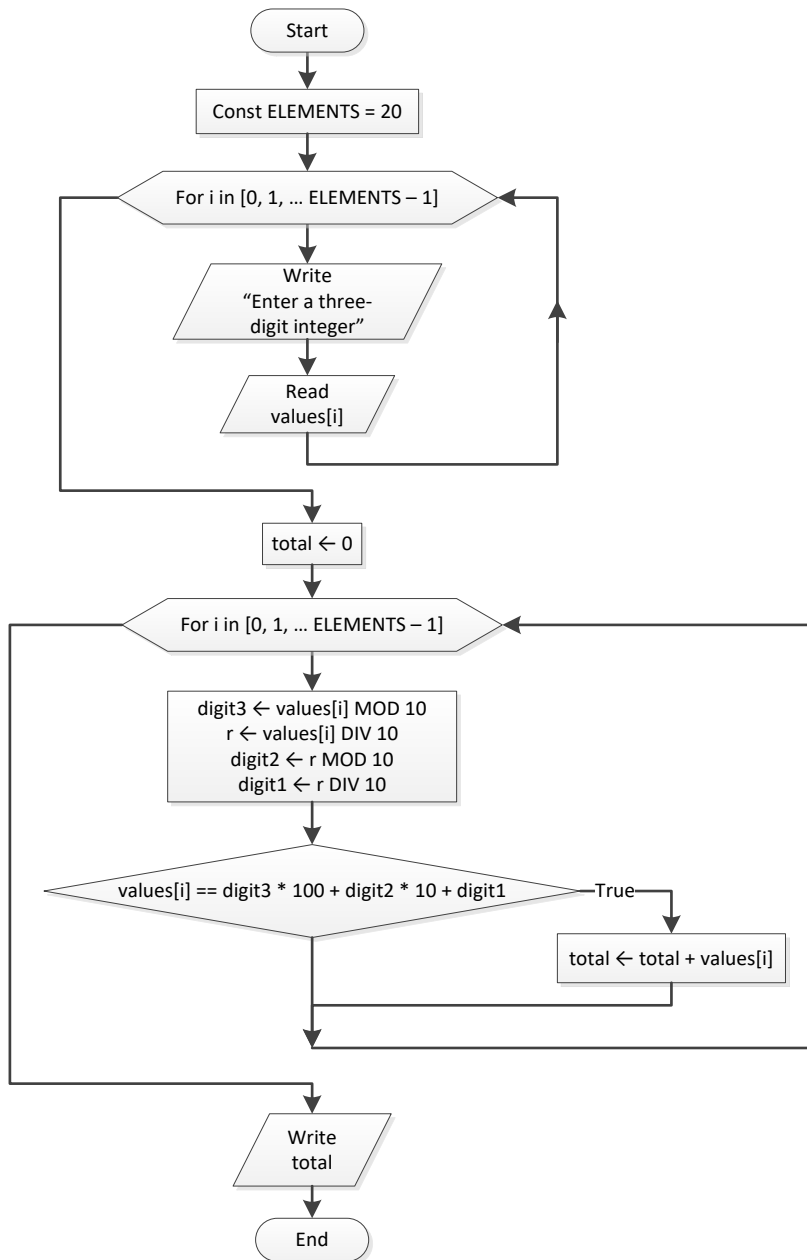 Start
Const ELEMENTS = 20
For i in [0, 1, … ELEMENTS – 1]
Write
“Enter a three-
digit integer”
Read
values[i]
total ← 0
For i in [0, 1, … ELEMENTS – 1]
digit3 ← values[i] MOD 10
r ← values[i] DIV 10
digit2 ← r MOD 10
digit1 ← r DIV 10
values[i] == digit3 * 100 + digit2 * 10 + digit1
True
total ← total + values[i]
Write
total
End